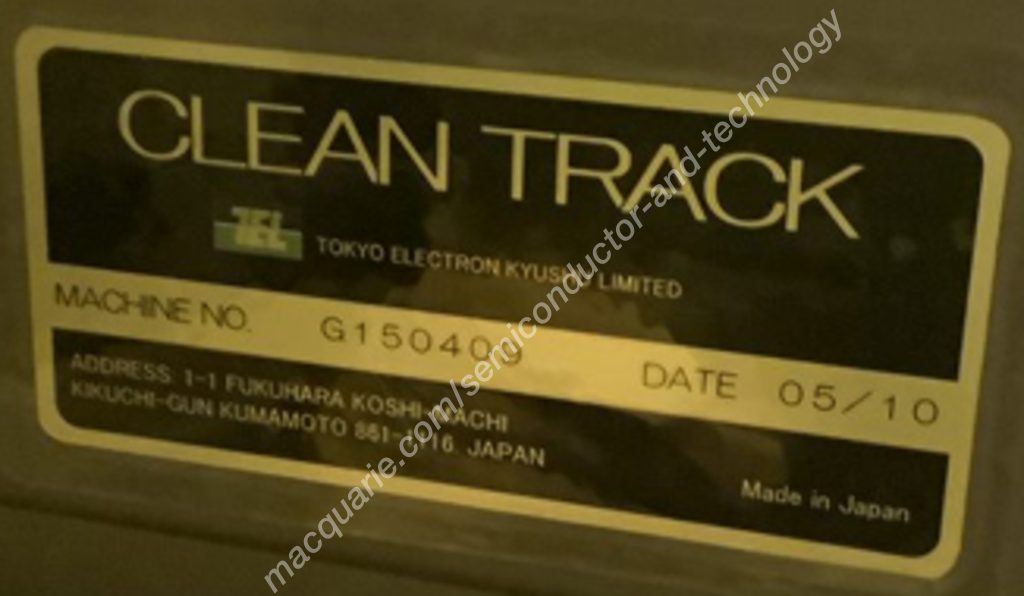 CLEAN TRACK
TEL TOKYO ELECTRON KYUSHU LIMITED
MACHINE NO. G150409 DATE 05/10
ADDRESS 1-1 FUKUHARA KOSHI-MACHI
KIKUCHI-GUN KUMAMOTO JAPAN
Made in Japan
macquarie.com/semiconductor-and-technology